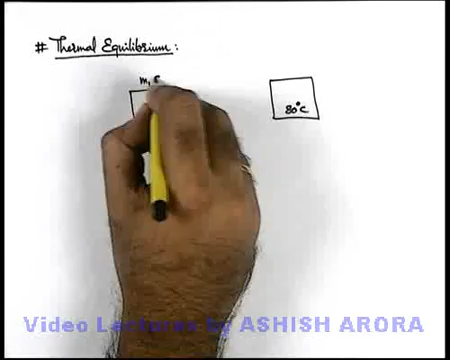 # Thermal Equilibrium :
m, s
80°C
Video Lectures by ASHISH ARORA